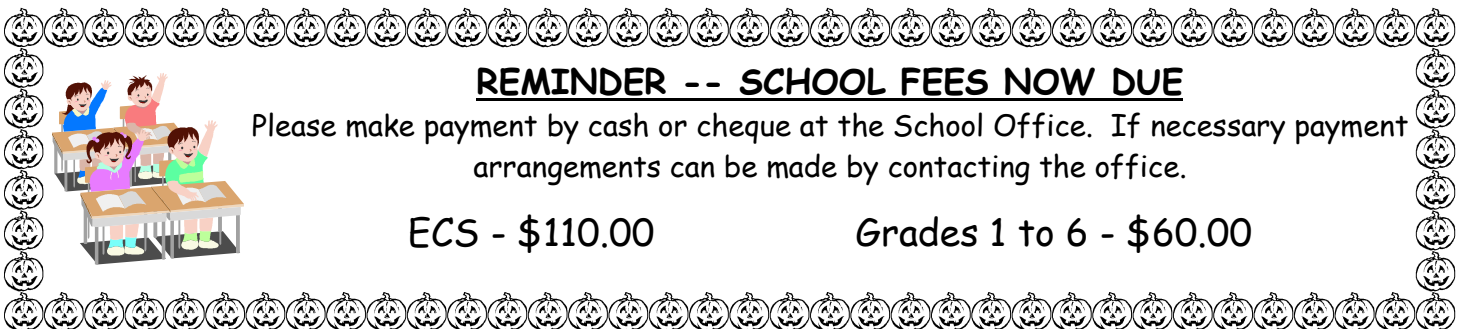 REMINDER -- SCHOOL FEES NOW DUE
Please make payment by cash or cheque at the School Office.  If necessary payment
arrangements can be made by contacting the office.
ECS - $110.00    Grades 1 to 6 - $60.00